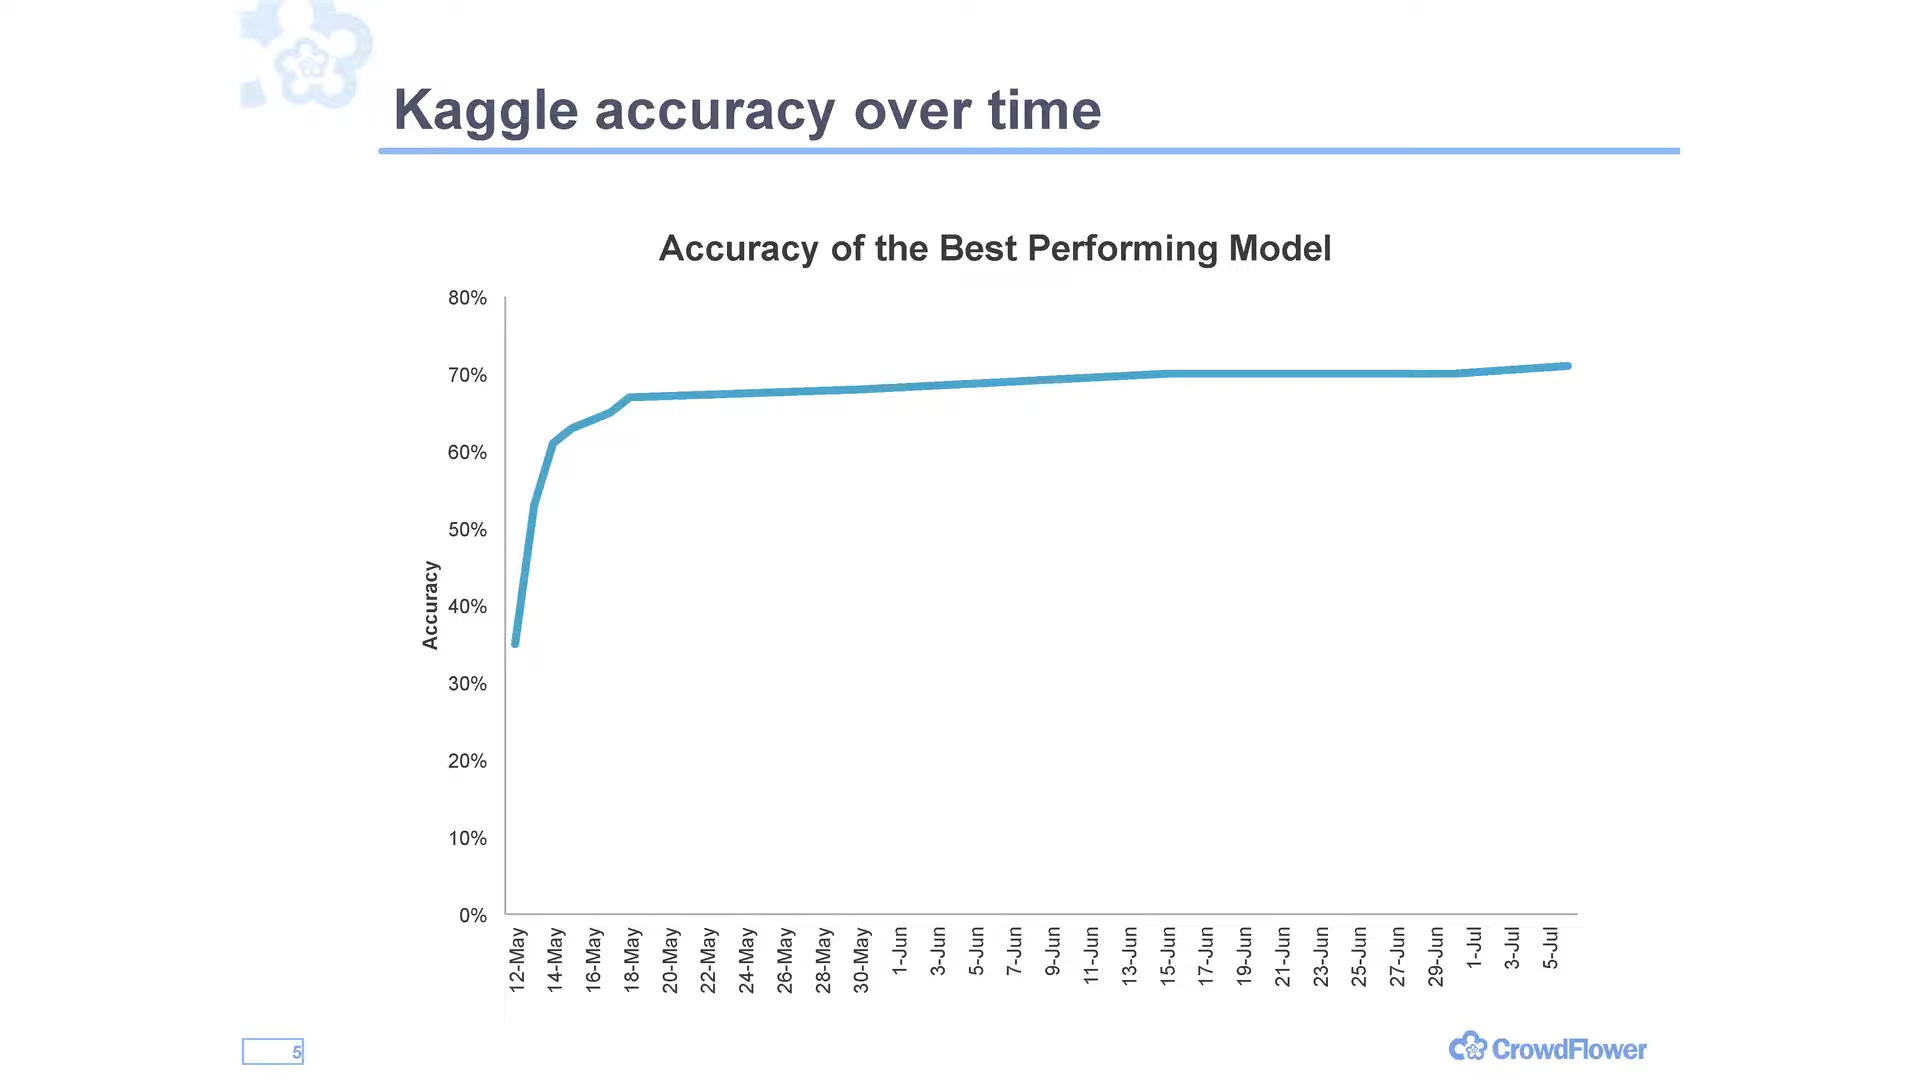 Kaggle accuracy over time
Accuracy of the Best Performing Model
80%
70%
60%
50%
40%
30%
20%
10%
0%
Accuracy
12-May
14-May
16-May
18-May
20-May
22-May
24-May
26-May
28-May
30-May
1-Jun
3-Jun
5-Jun
7-Jun
9-Jun
11-Jun
13-Jun
15-Jun
17-Jun
19-Jun
21-Jun
23-Jun
25-Jun
27-Jun
29-Jun
1-Jul
3-Jul
5-Jul
5
CrowdFlower